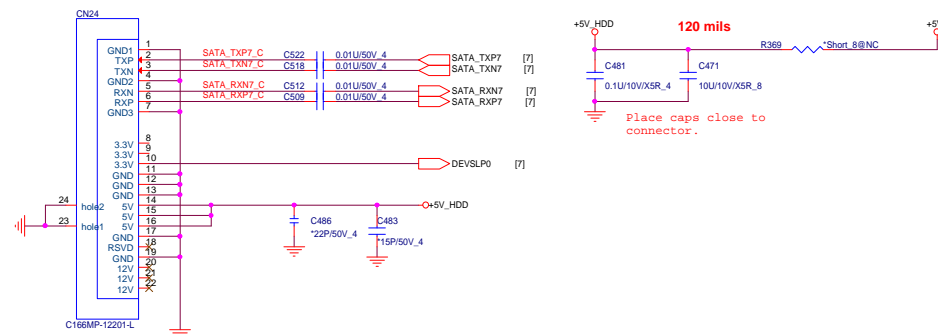 CN24
GND1 1
TXP 2 SATA_TXP7_C C522 0.01U/50V_4 SATA_TXP7 [7]
TXN 3 SATA_TXN7_C C518 0.01U/50V_4 SATA_TXN7 [7]
GND2 4
RXN 5 SATA_RXN7_C C512 0.01U/50V_4 SATA_RXN7 [7]
RXP 6 SATA_RXP7_C C509 0.01U/50V_4 SATA_RXP7 [7]
GND3 7
3.3V 8
3.3V 9
3.3V 10 DEVSLP0 [7]
GND 11
GND 12
GND 13
5V 14 +5V_HDD
5V 15
5V 16
GND 17
RSVD 18
GND 19
12V 20
12V 21
12V 22
24 hole2
23 hole1
C486
*22P/50V_4
C483
*15P/50V_4
C166MP-12201-L
+5V_HDD
120 mils
R369 *Short_8@NC
+5
C481
0.1U/10V/X5R_4
C471
10U/10V/X5R_8
Place caps close to
connector.